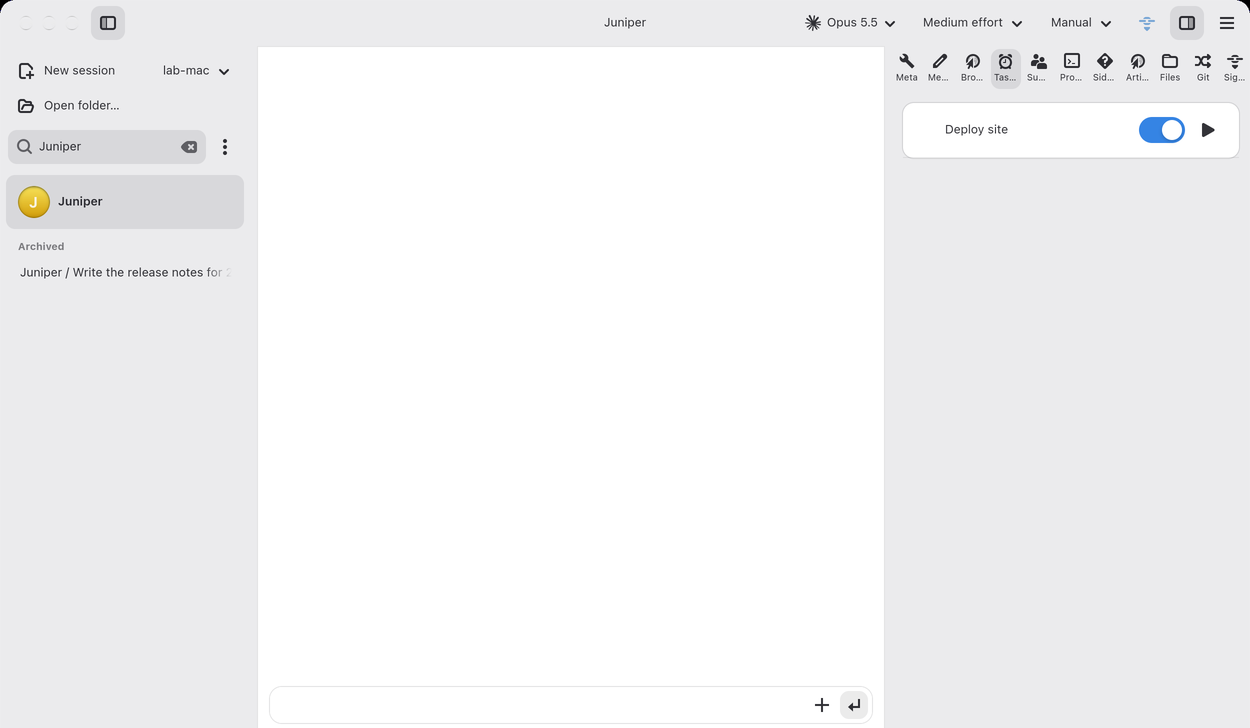 Juniper
Opus 5.5
Medium effort
Manual
New session
lab-mac
Open folder...
Juniper
J
Juniper
Archived
Juniper / Write the release notes for 2
Meta
Me...
Bro...
Tas...
Su...
Pro...
Sid...
Arti...
Files
Git
Sig...
Deploy site